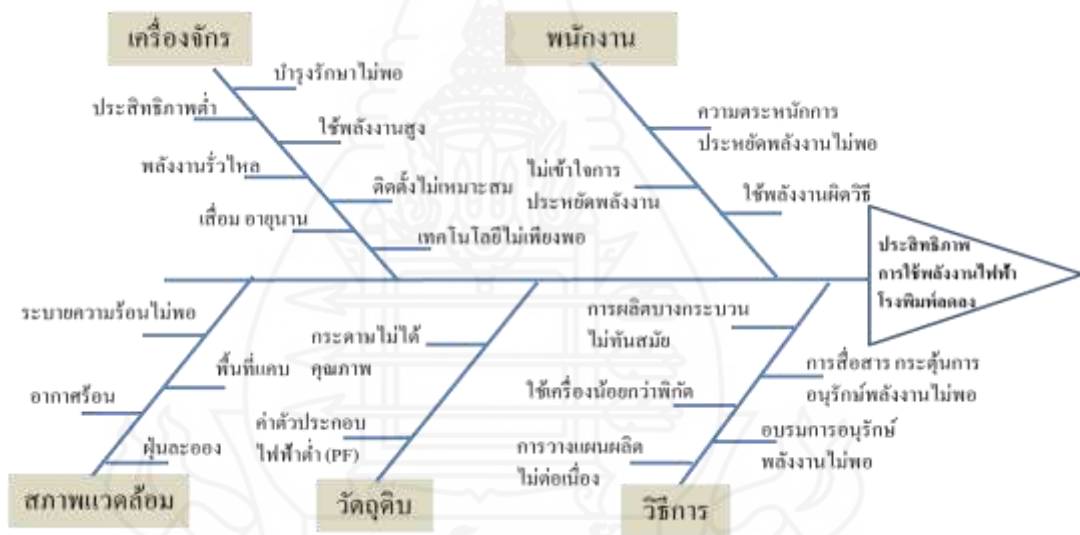 เครื่องจักร
พนักงาน
บำรุงรักษาไม่พอ
ประสิทธิภาพต่ำ
ใช้พลังงานสูง
พลังงานรั่วไหล
ติดตั้งไม่เหมาะสม
เสื่อม อายุนาน
เทคโนโลยีไม่เพียงพอ
ความตระหนักการ
ประหยัดพลังงานไม่พอ
ไม่เข้าใจการ
ประหยัดพลังงาน
ใช้พลังงานผิดวิธี
ประสิทธิภาพ
การใช้พลังงานไฟฟ้า
โรงพิมพ์ลดลง
ระบายความร้อนไม่พอ
พื้นที่แคบ
อากาศร้อน
ฝุ่นละออง
กระดาษไม่ได้
คุณภาพ
ค่าตัวประกอบ
ไฟฟ้าต่ำ (PF)
การผลิตบางกระบวน
ไม่ทันสมัย
การสื่อสาร กระตุ้นการ
อนุรักษ์พลังงานไม่พอ
ใช้เครื่องน้อยกว่าพิกัด
อบรมการอนุรักษ์
พลังงานไม่พอ
การวางแผนผลิต
ไม่ต่อเนื่อง
สภาพแวดล้อม
วัตถุดิบ
วิธีการ